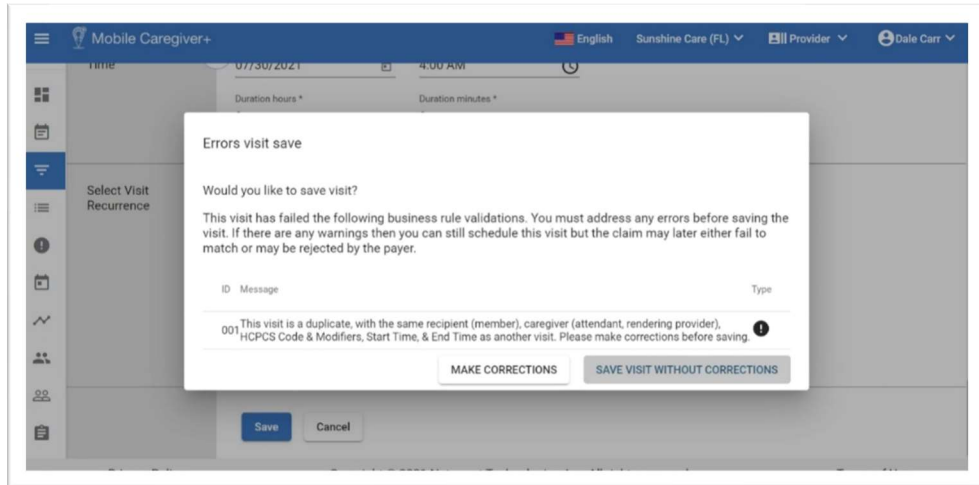 Mobile Caregiver+ English Sunshine Care (FL) Provider Dale Carr
Time 07/30/2021 4:00 AM
Duration hours * Duration minutes *
Errors visit save
Would you like to save visit?
Select Visit
Recurrence
This visit has failed the following business rule validations. You must address any errors before saving the
visit. If there are any warnings then you can still schedule this visit but the claim may later either fail to
match or may be rejected by the payer.
ID Message Type
001 This visit is a duplicate, with the same recipient (member), caregiver (attendant, rendering provider),
HCPCS Code & Modifiers, Start Time, & End Time as another visit. Please make corrections before saving.
MAKE CORRECTIONS SAVE VISIT WITHOUT CORRECTIONS
Save Cancel